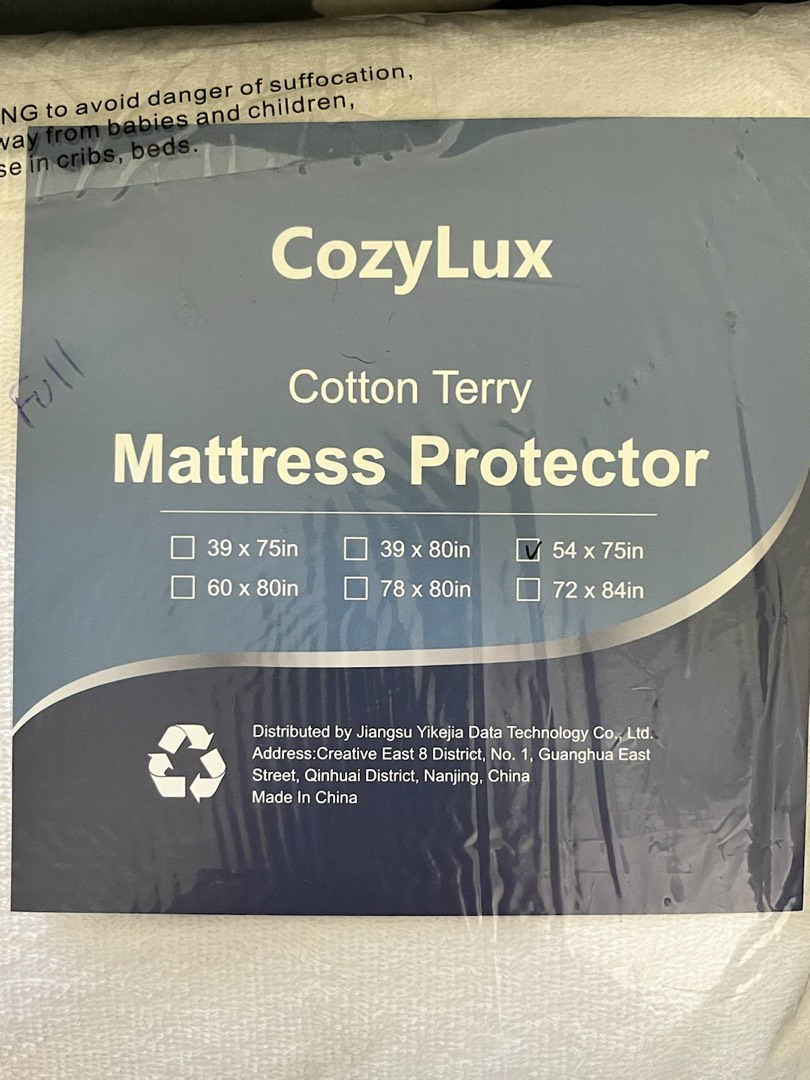 NG to avoid danger of suffocation,
way from babies and children,
se in cribs, beds.
CozyLux
Full
Cotton Terry
Mattress Protector
39 x 75in 39 x 80in 54 x 75in
60 x 80in 78 x 80in 72 x 84in
Distributed by Jiangsu Yikejia Data Technology Co., Ltd.
Address:Creative East 8 District, No. 1, Guanghua East
Street, Qinhuai District, Nanjing, China
Made In China